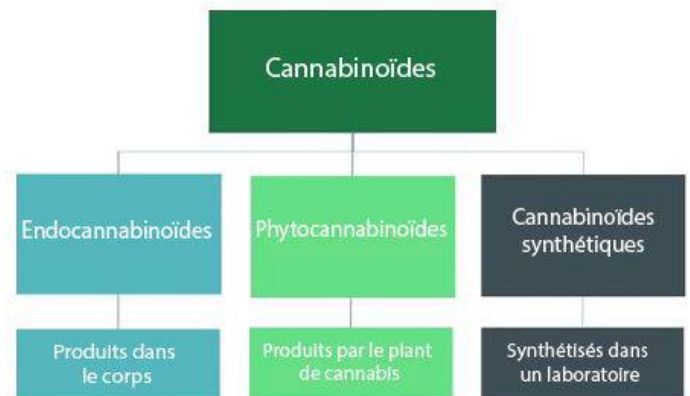 Cannabinoïdes
Endocannabinoïdes
Phytocannabinoïdes
Cannabinoïdes
synthétiques
Produits dans
le corps
Produits par le plant
de cannabis
Synthétisés dans
un laboratoire